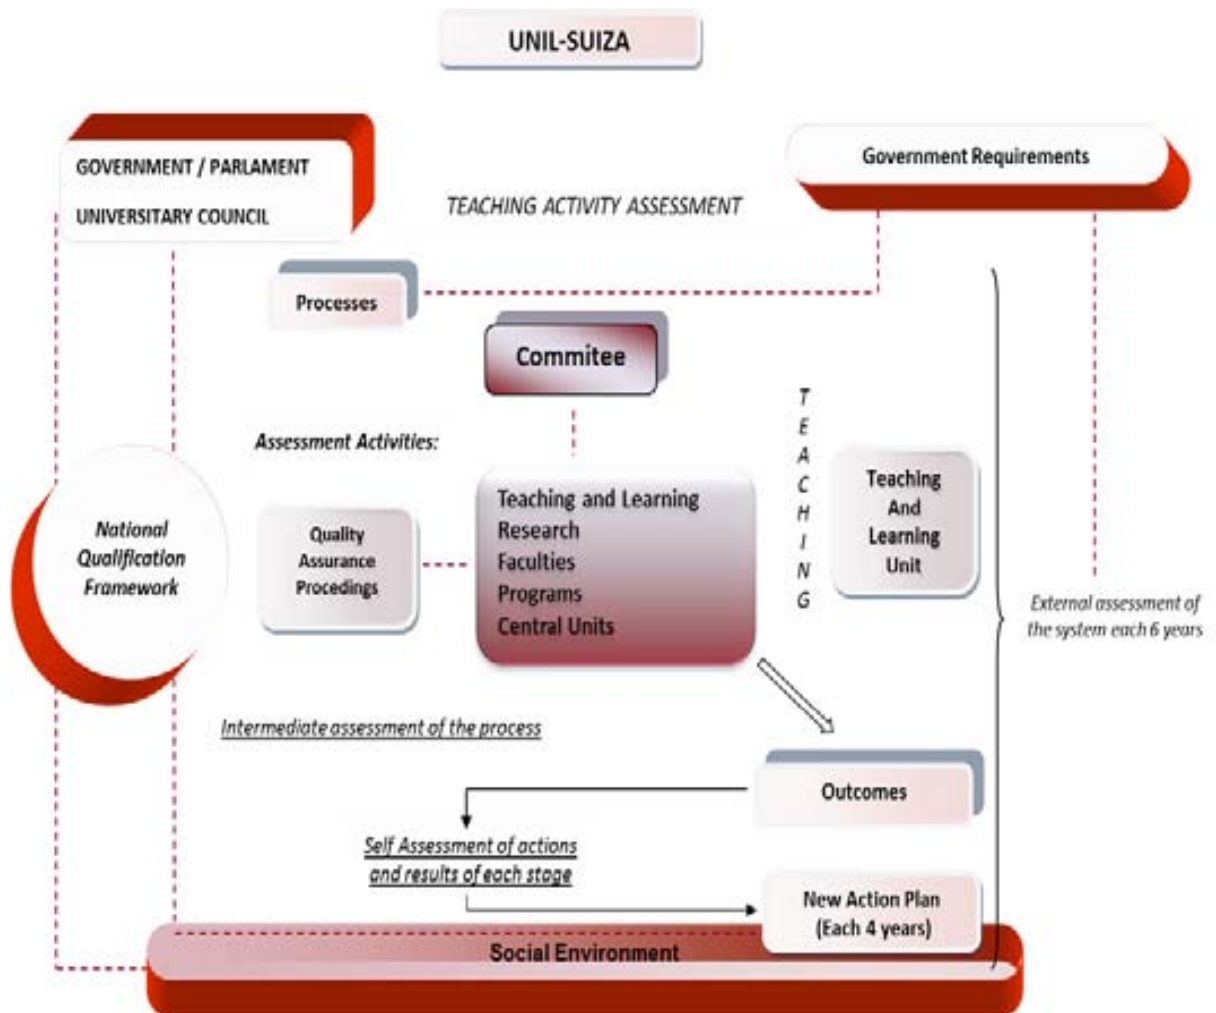 UNIL-SUIZA
GOVERNMENT / PARLAMENT
UNIVERSITARY COUNCIL
Government Requirements
TEACHING ACTIVITY ASSESSMENT
Processes
Commitee
Assessment Activities:
National
Qualification
Framework
Quality
Assurance
Procedings
Teaching and Learning
Research
Faculties
Programs
Central Units
T
E
A
C
H
I
N
G
Teaching
And
Learning
Unit
External assessment of
the system each 6 years
Intermediate assessment of the process
Outcomes
Self Assessment of actions
and results of each stage
New Action Plan
(Each 4 years)
Social Environment